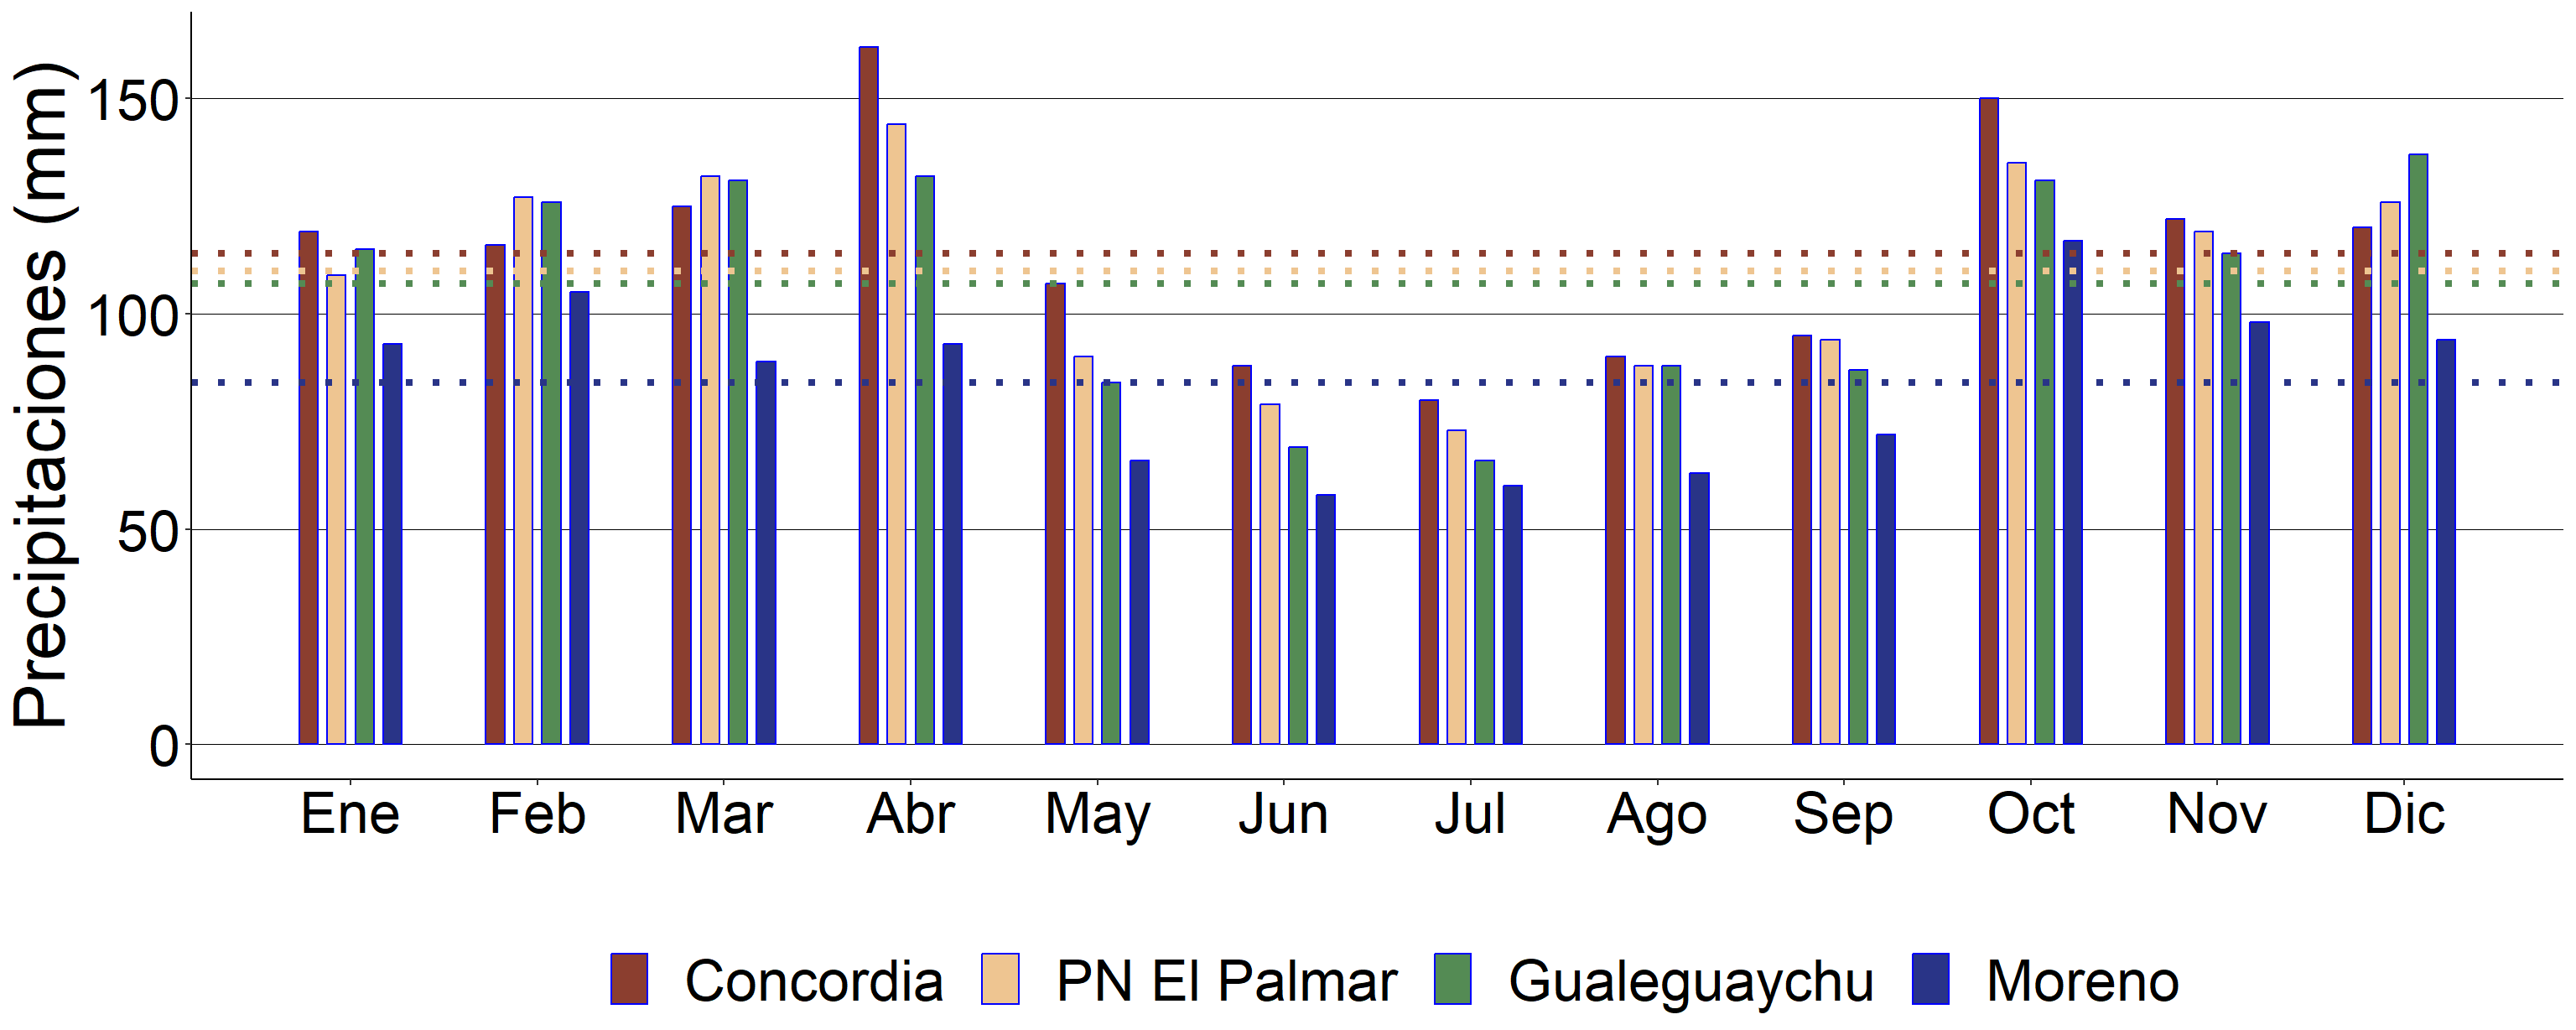 Precipitaciones (mm)
150
100
50
0
Ene Feb Mar Abr May Jun Jul Ago Sep Oct Nov Dic
Concordia PN El Palmar Gualeguaychu Moreno